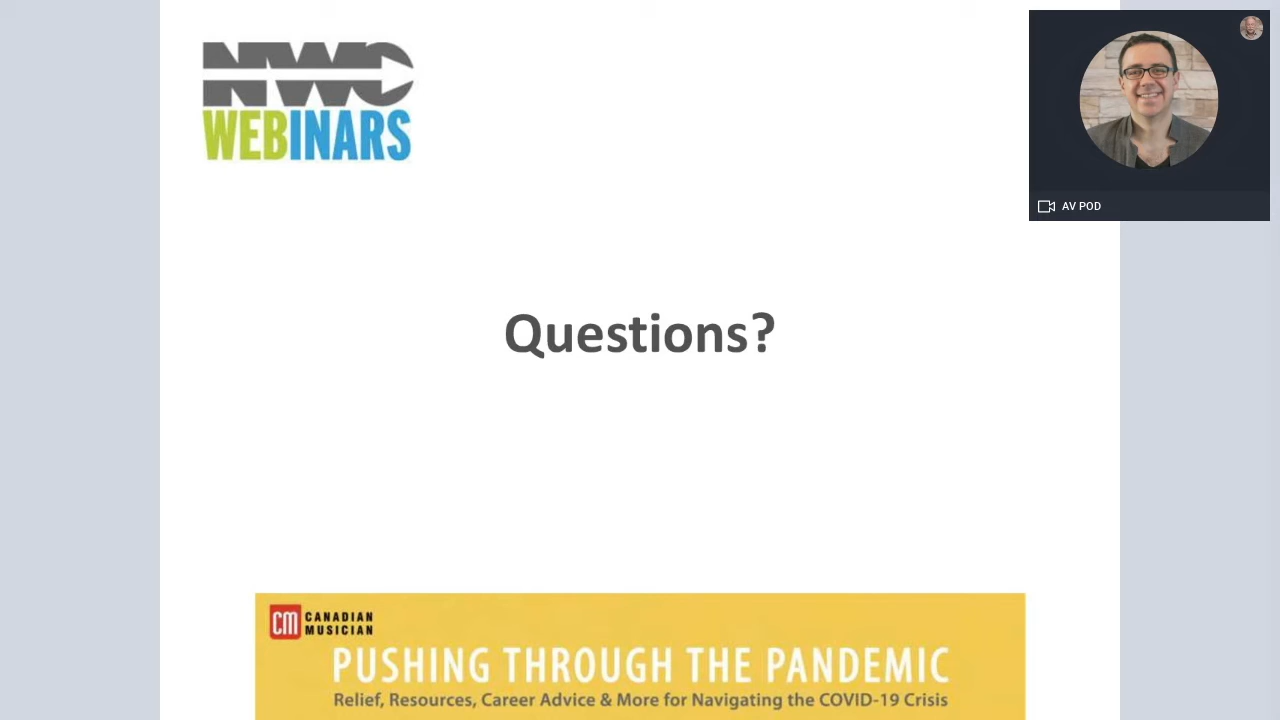 NWC
WEBINARS
AV POD
Questions?
cm CANADIAN
MUSICIAN
PUSHING THROUGH THE PANDEMIC
Relief, Resources, Career Advice & More for Navigating the COVID-19 Crisis